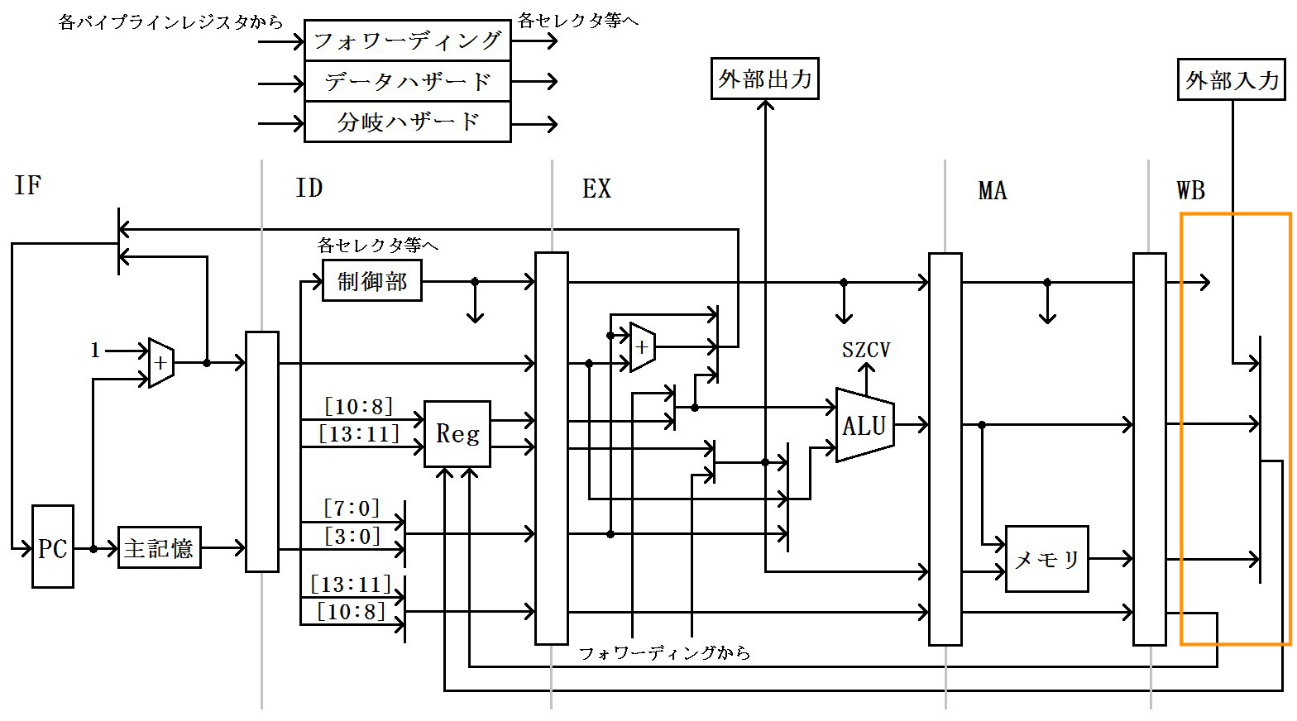 各パイプラインレジスタから
各セレクタ等へ
フォワーディング
データハザード
分岐ハザード
外部出力
外部入力
IF
ID
EX
MA
WB
各セレクタ等へ
制御部
1
+
+
SZCV
[10:8]
[13:11]
Reg
ALU
[7:0]
[3:0]
PC
主記憶
メモリ
[13:11]
[10:8]
フォワーディングから